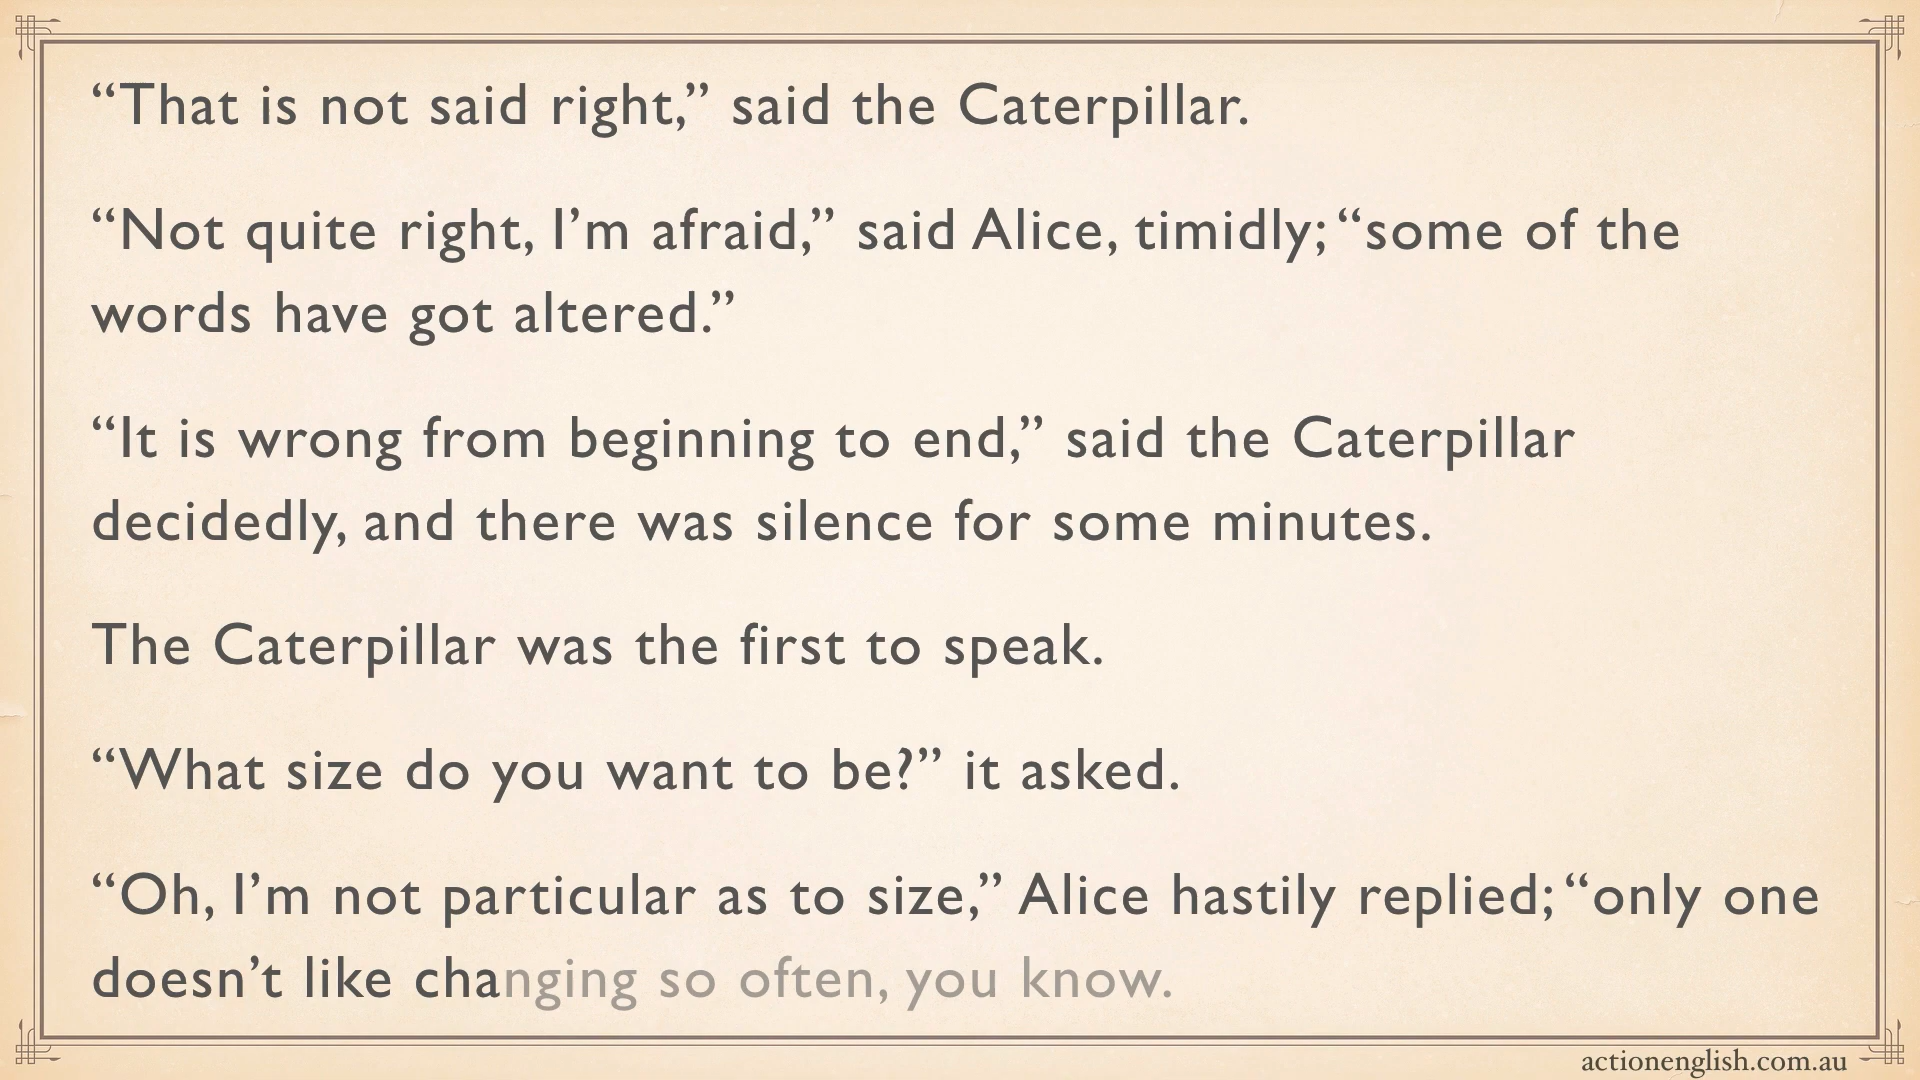 “That is not said right,” said the Caterpillar.
“Not quite right, I’m afraid,” said Alice, timidly; “some of the
words have got altered.”
“It is wrong from beginning to end,” said the Caterpillar
decidedly, and there was silence for some minutes.
The Caterpillar was the first to speak.
“What size do you want to be?” it asked.
“Oh, I’m not particular as to size,” Alice hastily replied; “only one
doesn’t like changing so often, you know.
actionenglish.com.au